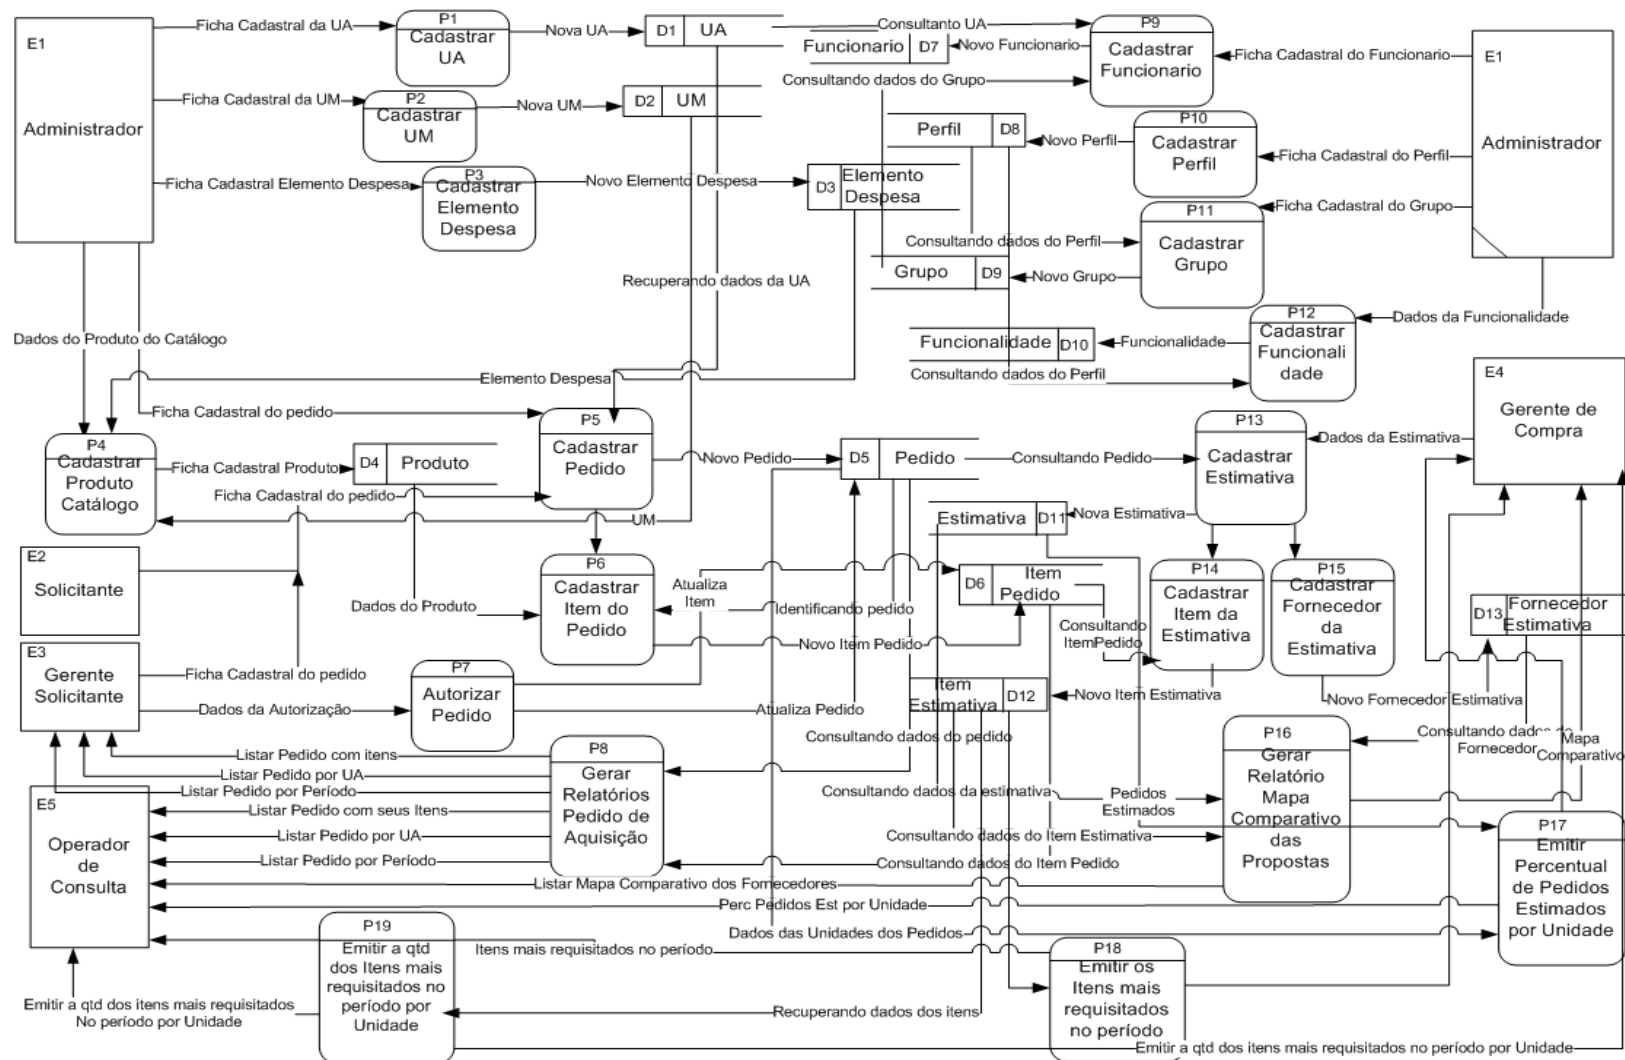 E1
Administrador
Ficha Cadastral da UA
P1
Cadastrar
UA
Nova UA
D1
UA
Consultanto UA
P9
Cadastrar
Funcionario
Funcionario
D7
Novo Funcionario
Ficha Cadastral do Funcionario
E1
Administrador
Consultando dados do Grupo
Ficha Cadastral da UM
P2
Cadastrar
UM
Nova UM
D2
UM
Perfil
D8
Novo Perfil
P10
Cadastrar
Perfil
Ficha Cadastral do Perfil
Ficha Cadastral Elemento Despesa
P3
Cadastrar
Elemento
Despesa
Novo Elemento Despesa
D3
Elemento
Despesa
P11
Cadastrar
Grupo
Ficha Cadastral do Grupo
Consultando dados do Perfil
Grupo
D9
Novo Grupo
Recuperando dados da UA
P12
Cadastrar
Funcionali
dade
Dados da Funcionalidade
Funcionalidade
D10
Funcionalidade
Consultando dados do Perfil
Dados do Produto do Catálogo
Elemento Despesa
Ficha Cadastral do pedido
P5
Cadastrar
Pedido
E4
Gerente de
Compra
P4
Cadastrar
Produto
Catálogo
Ficha Cadastral Produto
D4
Produto
Ficha Cadastral do pedido
Novo Pedido
D5
Pedido
Consultando Pedido
P13
Cadastrar
Estimativa
Dados da Estimativa
UM
Estimativa
D11
Nova Estimativa
E2
Solicitante
P6
Cadastrar
Item do
Pedido
Dados do Produto
Atualiza
Item
Identificando pedido
D6
Item
Pedido
Consultando
ItemPedido
P14
Cadastrar
Item da
Estimativa
P15
Cadastrar
Fornecedor
da
Estimativa
D13
Fornecedor
Estimativa
Novo Item Pedido
E3
Gerente
Solicitante
Ficha Cadastral do pedido
Dados da Autorização
P7
Autorizar
Pedido
Atualiza Pedido
Item
Estimativa
D12
Novo Item Estimativa
Novo Fornecedor Estimativa
Consultando dados do pedido
P16
Gerar
Relatório
Mapa
Comparativo
das
Propostas
Consultando dados do
Fornecedor
Mapa
Comparativo
Listar Pedido com itens
Listar Pedido por UA
Listar Pedido por Período
P8
Gerar
Relatórios
Pedido de
Aquisição
E5
Operador
de
Consulta
Listar Pedido com seus Itens
Listar Pedido por UA
Listar Pedido por Período
Consultando dados da estimativa
Pedidos
Estimados
Consultando dados do Item Estimativa
Consultando dados do Item Pedido
P17
Emitir
Percentual
de Pedidos
Estimados
por Unidade
Listar Mapa Comparativo dos Fornecedores
Perc Pedidos Est por Unidade
Dados das Unidades dos Pedidos
Itens mais requisitados no período
P19
Emitir a qtd
dos Itens mais
requisitados no
período por
Unidade
P18
Emitir os
Itens mais
requisitados
no período
Emitir a qtd dos itens mais requisitados
No período por Unidade
Recuperando dados dos itens
Emitir a qtd dos itens mais requisitados no período por Unidade